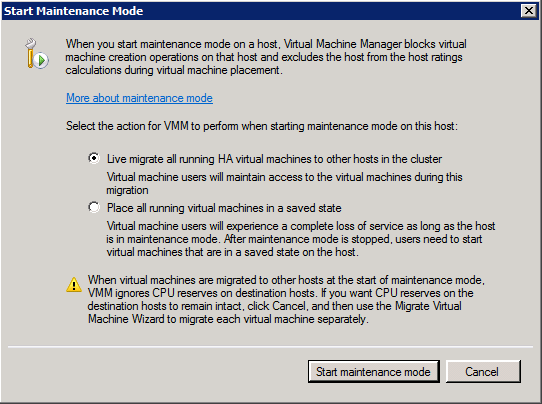 Start Maintenance Mode
When you start maintenance mode on a host, Virtual Machine Manager blocks virtual
machine creation operations on that host and excludes the host from the host ratings
calculations during virtual machine placement.
More about maintenance mode
Select the action for VMM to perform when starting maintenance mode on this host:
Live migrate all running HA virtual machines to other hosts in the cluster
Virtual machine users will maintain access to the virtual machines during this
migration
Place all running virtual machines in a saved state
Virtual machine users will experience a complete loss of service as long as the host
is in maintenance mode. After maintenance mode is stopped, users need to start
virtual machines that are in a saved state on the host.
When virtual machines are migrated to other hosts at the start of maintenance mode,
VMM ignores CPU reserves on destination hosts. If you want CPU reserves on the
destination hosts to remain intact, click Cancel, and then use the Migrate Virtual
Machine Wizard to migrate each virtual machine separately.
Start maintenance mode
Cancel